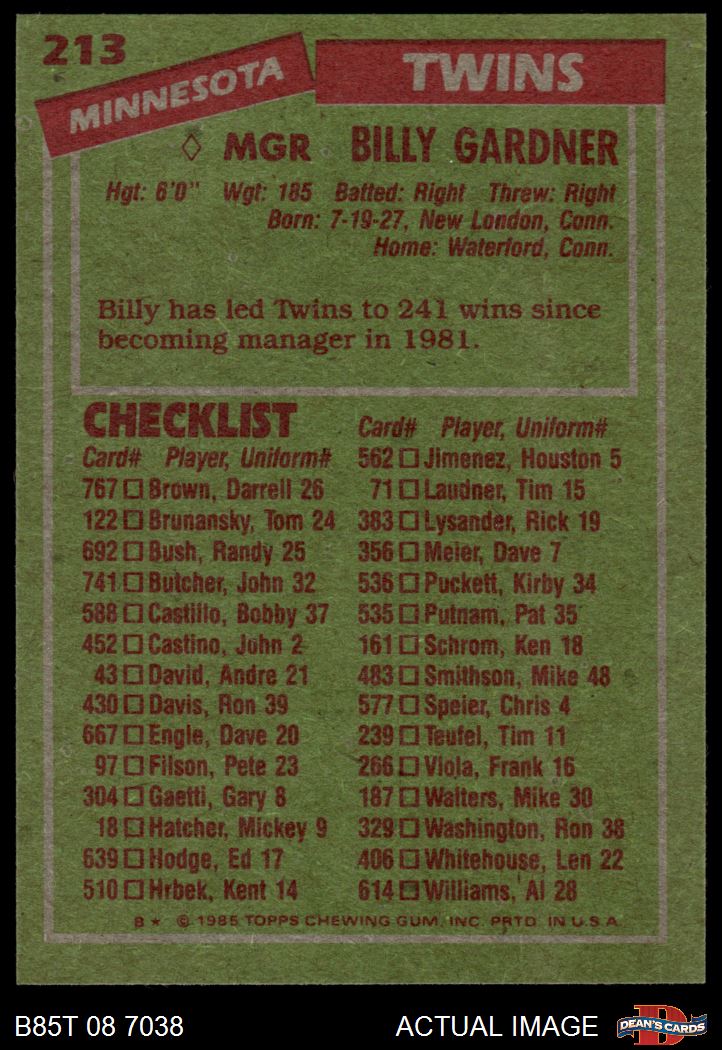 213
MINNESOTA TWINS
◊ MGR BILLY GARDNER
Hgt: 6'0" Wgt: 185 Batted: Right Threw: Right
Born: 7-19-27, New London, Conn.
Home: Waterford, Conn.
Billy has led Twins to 241 wins since
becoming manager in 1981.
CHECKLIST
Card# Player, Uniform#
767 □ Brown, Darrell 26
122 □ Brunansky, Tom 24
692 □ Bush, Randy 25
741 □ Butcher, John 32
588 □ Castillo, Bobby 37
452 □ Castino, John 2
43 □ David, Andre 21
430 □ Davis, Ron 39
667 □ Engle, Dave 20
97 □ Filson, Pete 23
304 □ Gaetti, Gary 8
18 □ Hatcher, Mickey 9
639 □ Hodge, Ed 17
510 □ Hrbek, Kent 14
Card# Player, Uniform#
562 □ Jimenez, Houston 5
71 □ Laudner, Tim 15
383 □ Lysander, Rick 19
356 □ Meier, Dave 7
536 □ Puckett, Kirby 34
535 □ Putnam, Pat 35
161 □ Schrom, Ken 18
483 □ Smithson, Mike 48
577 □ Speier, Chris 4
239 □ Teufel, Tim 11
266 □ Viola, Frank 16
187 □ Walters, Mike 30
329 □ Washington, Ron 38
406 □ Whitehouse, Len 22
614 □ Williams, Al 28
B★ © 1985 TOPPS CHEWING GUM, INC. PRTD. IN U.S.A.
B85T 08 7038
ACTUAL IMAGE
D
DEAN'S CARDS